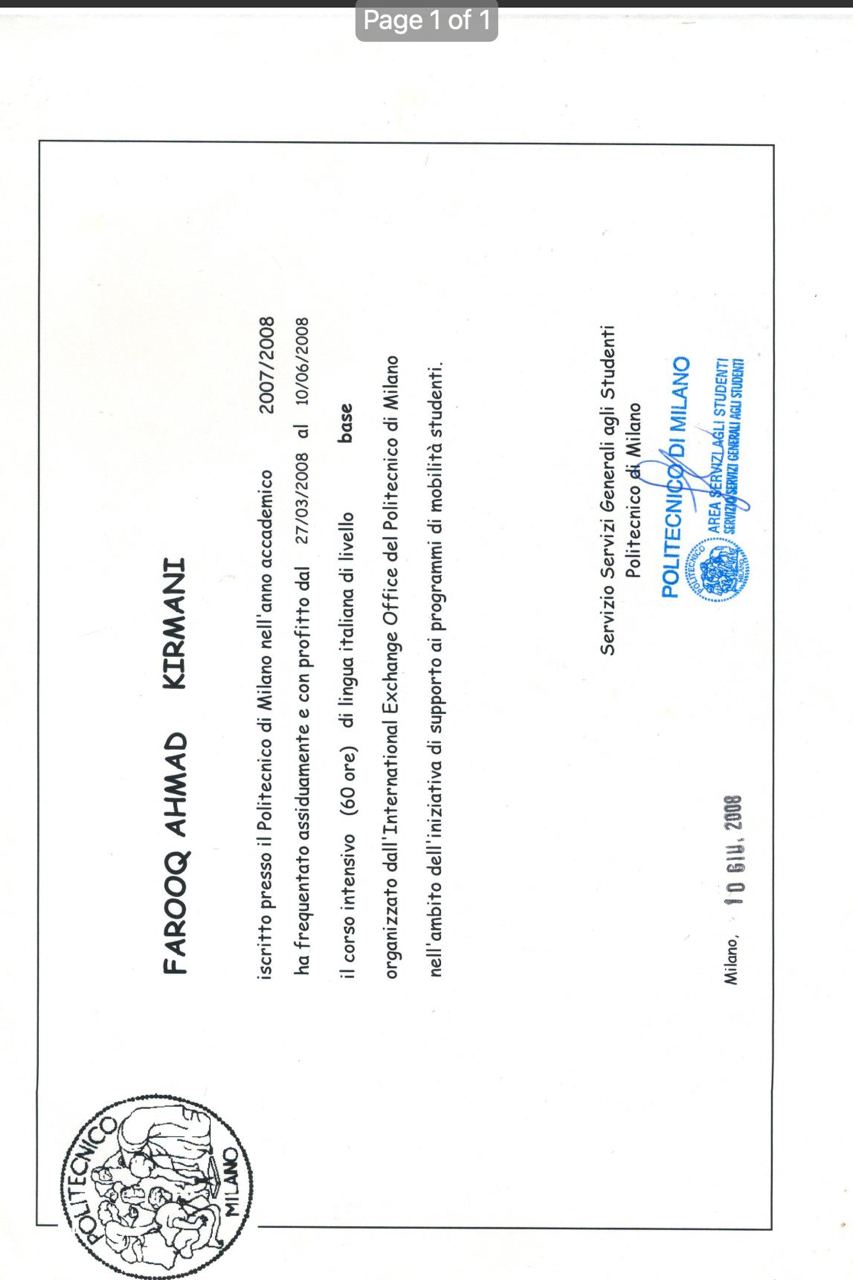 Page 1 of 1
POLITECNICO
MILANO
FAROOQ AHMAD KIRMANI
iscritto presso il Politecnico di Milano nell'anno accademico 2007/2008
ha frequentato assiduamente e con profitto dal 27/03/2008 al 10/06/2008
il corso intensivo (60 ore) di lingua italiana di livello base
organizzato dall'International Exchange Office del Politecnico di Milano
nell'ambito dell'iniziativa di supporto ai programmi di mobilità studenti.
Servizio Servizi Generali agli Studenti
Politecnico di Milano
POLITECNICO DI MILANO
POLITECNICO
MILANO
AREA SERVIZI AGLI STUDENTI
SERVIZIO SERVIZI GENERALI AGLI STUDENTI
Milano, 10 GIU. 2008